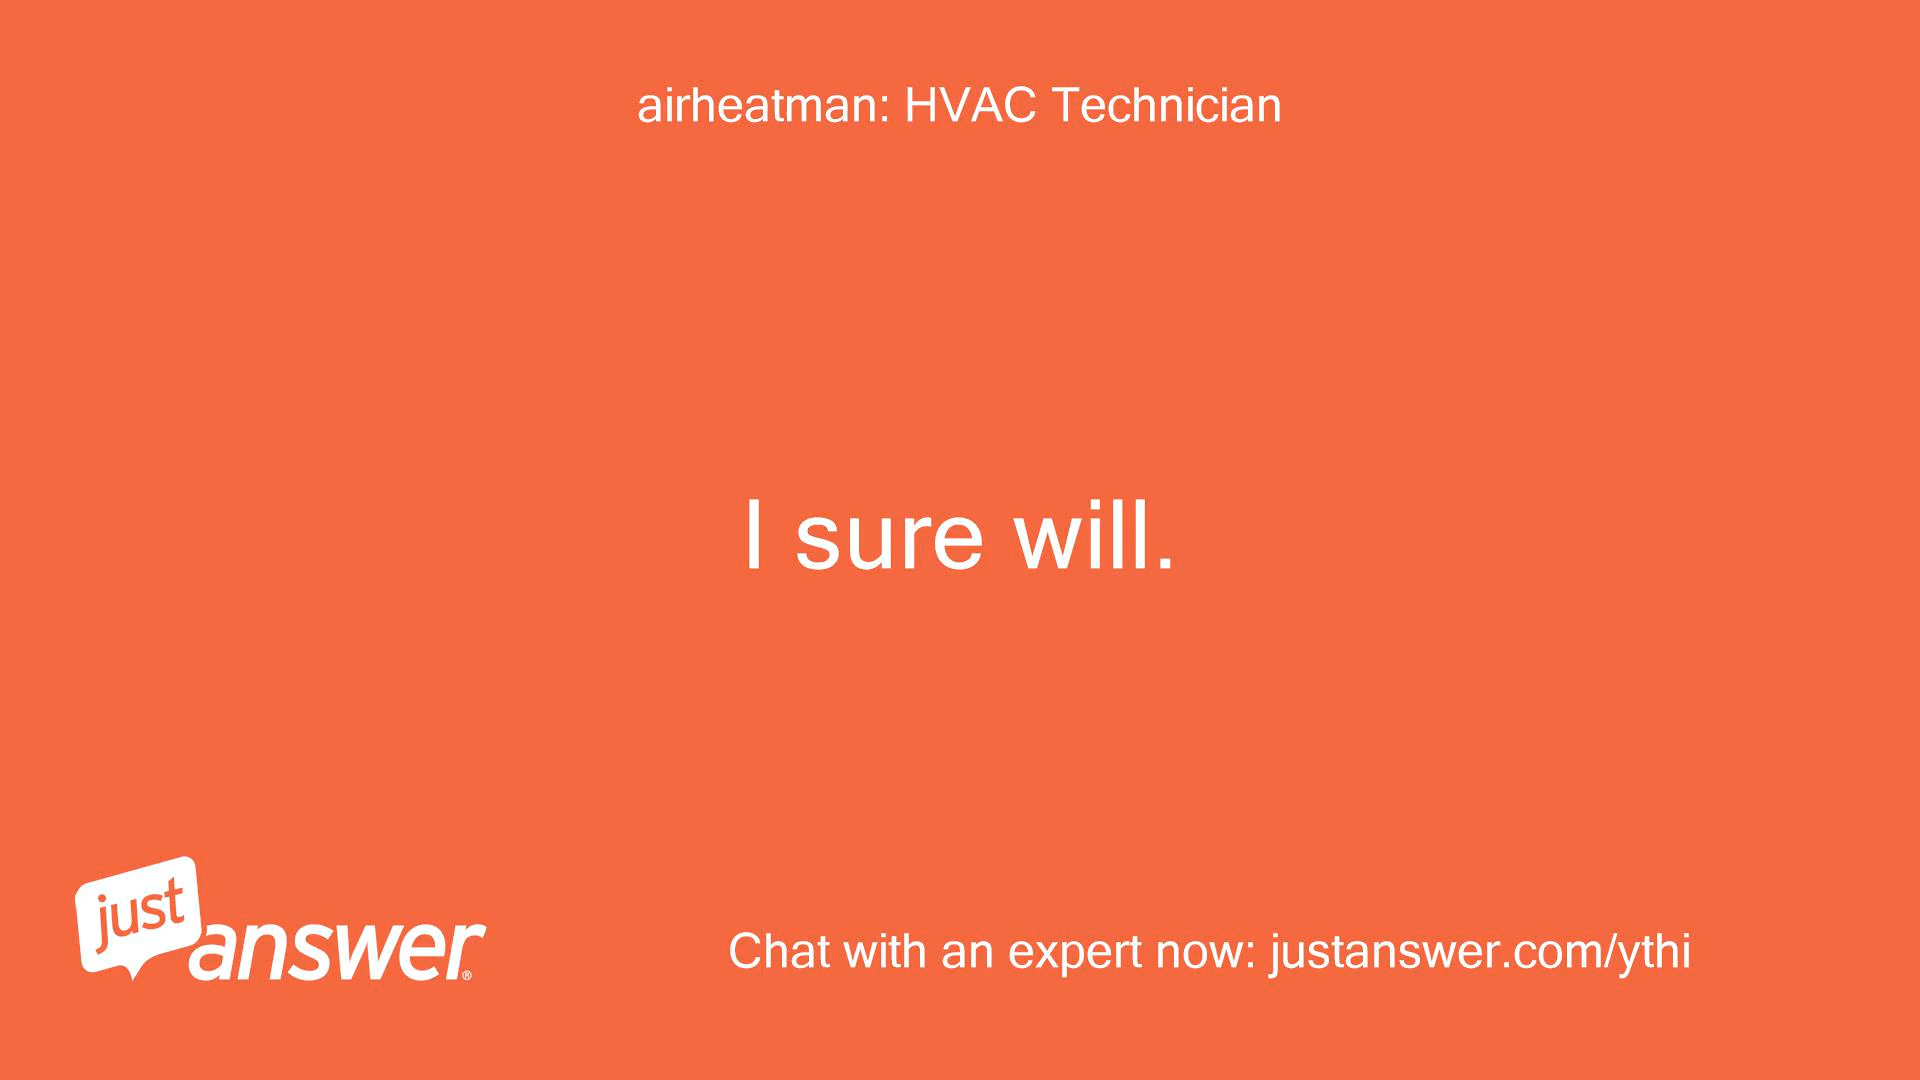 airheatman: HVAC Technician
I sure will.
just
answer®
Chat with an expert now: justanswer.com/ythi